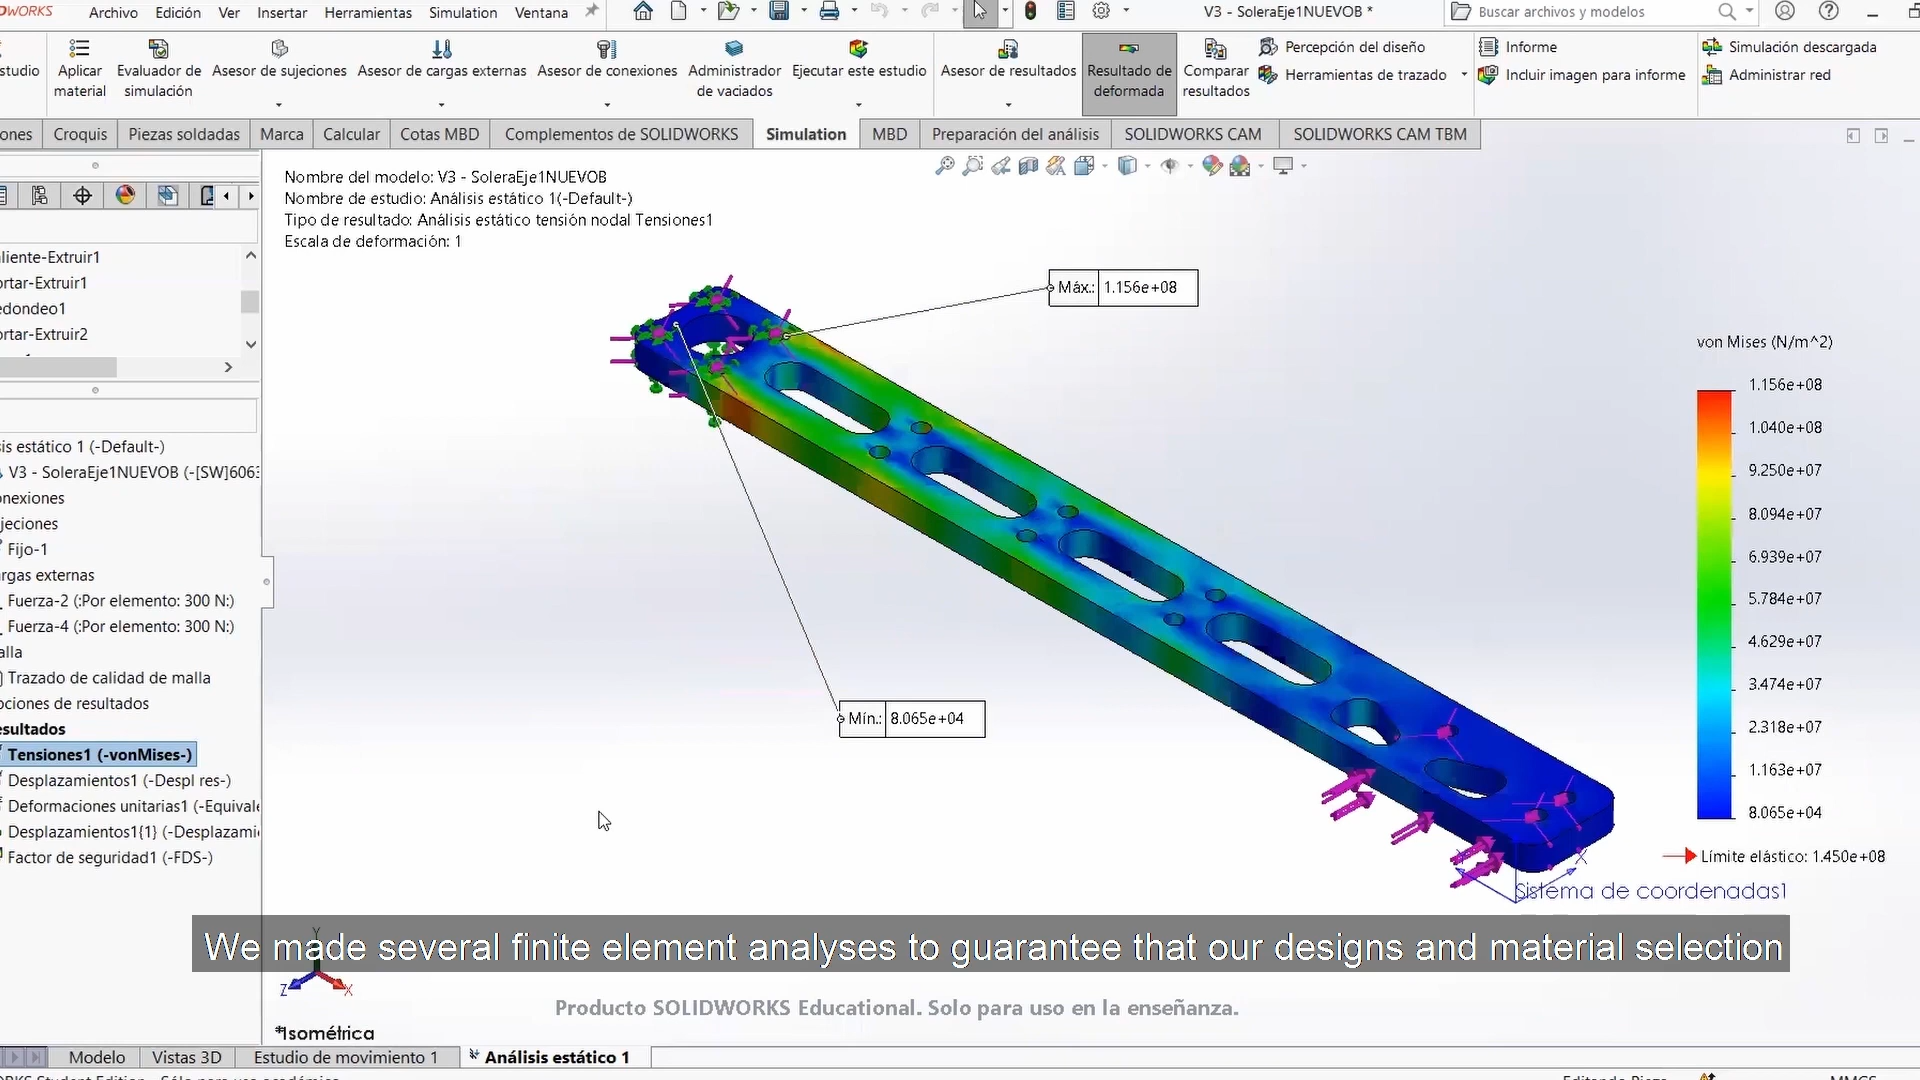 Archivo Edición Ver Insertar Herramientas Simulation Ventana
V3 - SoleraEje1NUEVOB *
Buscar archivos y modelos
Aplicar material
Evaluador de simulación
Asesor de sujeciones
Asesor de cargas externas
Asesor de conexiones
Administrador de vaciados
Ejecutar este estudio
Asesor de resultados
Resultado de deformada
Comparar resultados
Percepción del diseño
Herramientas de trazado
Informe
Incluir imagen para informe
Simulación descargada
Administrar red
ones Croquis Piezas soldadas Marca Calcular Cotas MBD Complementos de SOLIDWORKS Simulation MBD Preparación del análisis SOLIDWORKS CAM SOLIDWORKS CAM TBM
Nombre del modelo: V3 - SoleraEje1NUEVOB
Nombre de estudio: Análisis estático 1(-Default-)
Tipo de resultado: Análisis estático tensión nodal Tensiones1
Escala de deformación: 1
liente-Extruir1
ortar-Extruir1
edondeo1
ortar-Extruir2
sis estático 1 (-Default-)
V3 - SoleraEje1NUEVOB (-[SW]6063
onexiones
jeciones
Fijo-1
rgas externas
Fuerza-2 (:Por elemento: 300 N:)
Fuerza-4 (:Por elemento: 300 N:)
alla
Trazado de calidad de malla
ociones de resultados
esultados
Tensiones1 (-vonMises-)
Desplazamientos1 (-Despl res-)
Deformaciones unitarias1 (-Equivale
Desplazamientos1{1} (-Desplazami
Factor de seguridad1 (-FDS-)
Máx.: 1.156e+08
Mín.: 8.065e+04
von Mises (N/m^2)
1.156e+08
1.040e+08
9.250e+07
8.094e+07
6.939e+07
5.784e+07
4.629e+07
3.474e+07
2.318e+07
1.163e+07
8.065e+04
Límite elástico: 1.450e+08
Sistema de coordenadas1
We made several finite element analyses to guarantee that our designs and material selection
Y
Z X
Producto SOLIDWORKS Educational. Solo para uso en la enseñanza.
*Isométrica
Modelo Vistas 3D Estudio de movimiento 1 Análisis estático 1